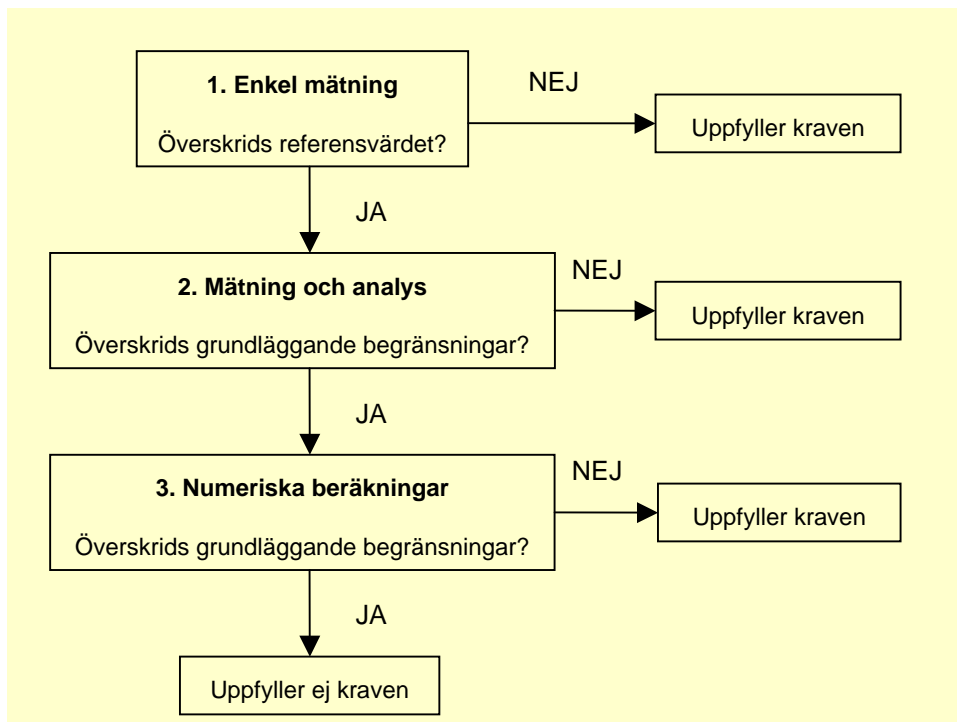 1. Enkel mätning
Överskrids referensvärdet?
NEJ
Uppfyller kraven
JA
2. Mätning och analys
Överskrids grundläggande begränsningar?
NEJ
Uppfyller kraven
JA
3. Numeriska beräkningar
Överskrids grundläggande begränsningar?
NEJ
Uppfyller kraven
JA
Uppfyller ej kraven